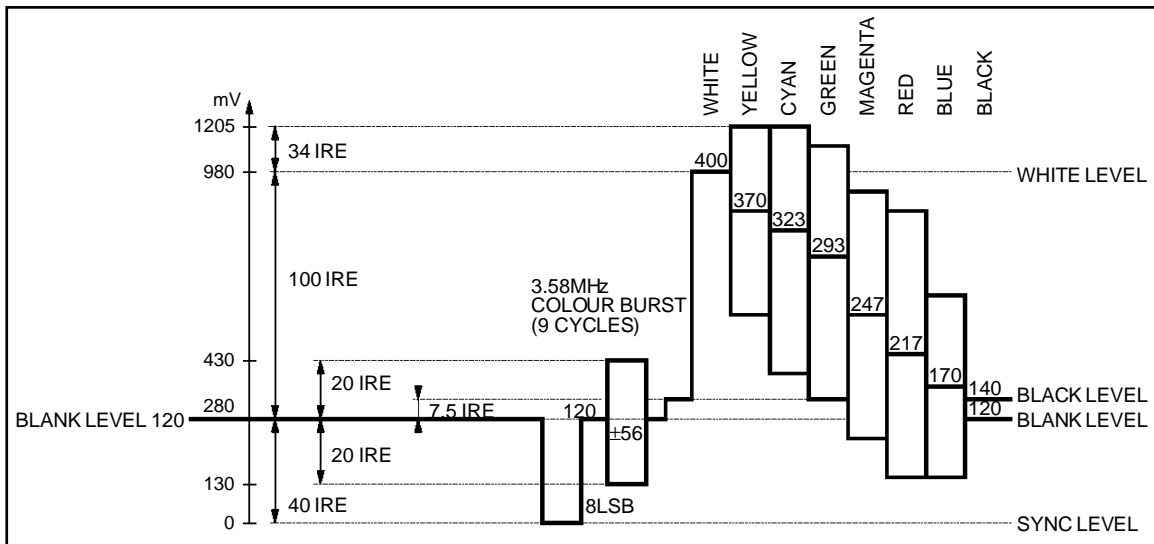 WHITE
YELLOW
CYAN
GREEN
MAGENTA
RED
BLUE
BLACK
mV
1205
34 IRE
980
400
WHITE LEVEL
370
323
293
100 IRE
3.58MHz
COLOUR BURST
(9 CYCLES)
247
217
430
20 IRE
170
280
7.5 IRE
140
BLACK LEVEL
BLANK LEVEL 120
120
120
BLANK LEVEL
±56
20 IRE
130
40 IRE
8LSB
0
SYNC LEVEL